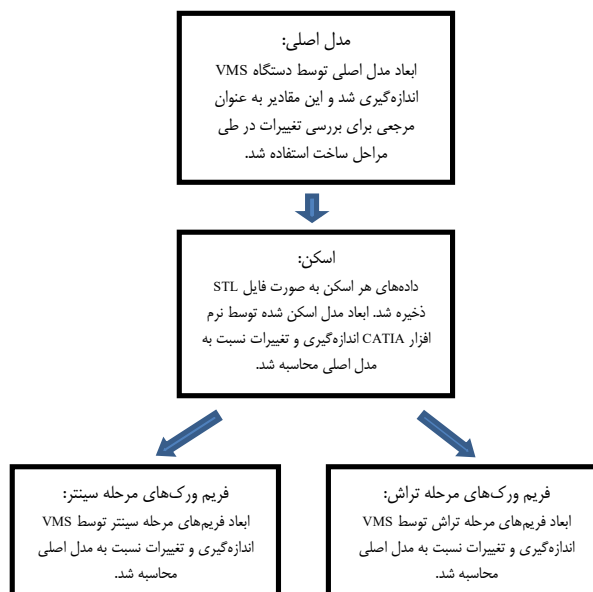 مدل اصلی:
ابعاد مدل اصلی توسط دستگاه VMS
اندازه‌گیری شد و این مقادیر به عنوان
مرجعی برای بررسی تغییرات در طی
مراحل ساخت استفاده شد.
اسکن:
داده‌های هر اسکن به صورت فایل STL
ذخیره شد. ابعاد مدل اسکن شده توسط نرم
افزار CATIA اندازه‌گیری و تغییرات نسبت به
مدل اصلی محاسبه شد.
فریم ورک‌های مرحله تراش:
ابعاد فریم‌های مرحله تراش توسط VMS
اندازه‌گیری و تغییرات نسبت به مدل اصلی
محاسبه شد.
فریم ورک‌های مرحله سینتر:
ابعاد فریم‌های مرحله سینتر توسط VMS
اندازه‌گیری و تغییرات نسبت به مدل اصلی
محاسبه شد.